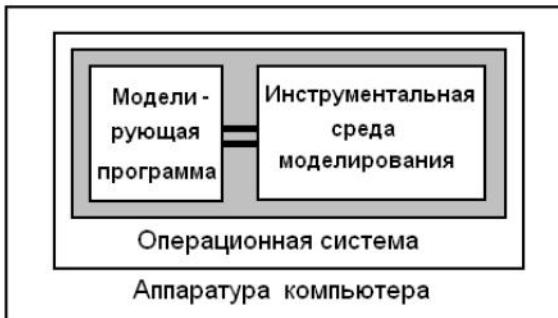 Модели -
рующая
программа
Инструментальная
среда
моделирования
Операционная система
Аппаратура компьютера